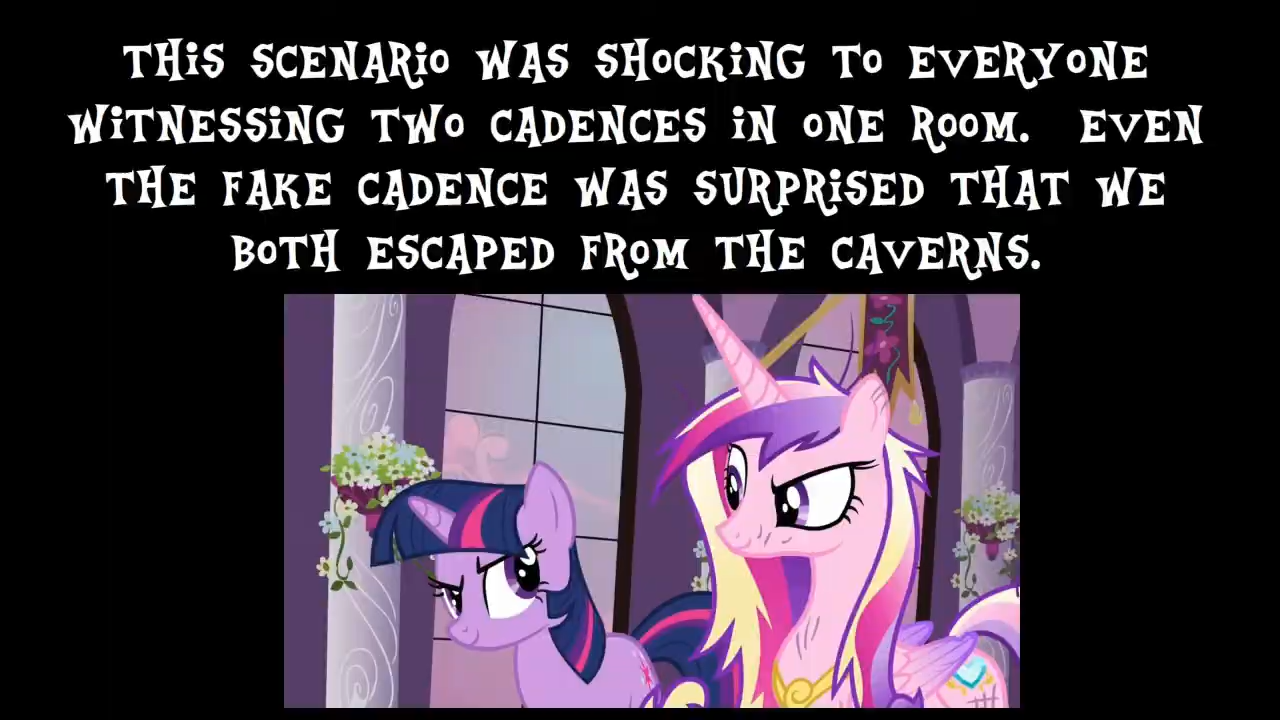 THIS SCENARIO WAS SHOCKING TO EVERYONE
WITNESSING TWO CADENCES IN ONE ROOM. EVEN
THE FAKE CADENCE WAS SURPRISED THAT WE
BOTH ESCAPED FROM THE CAVERNS.